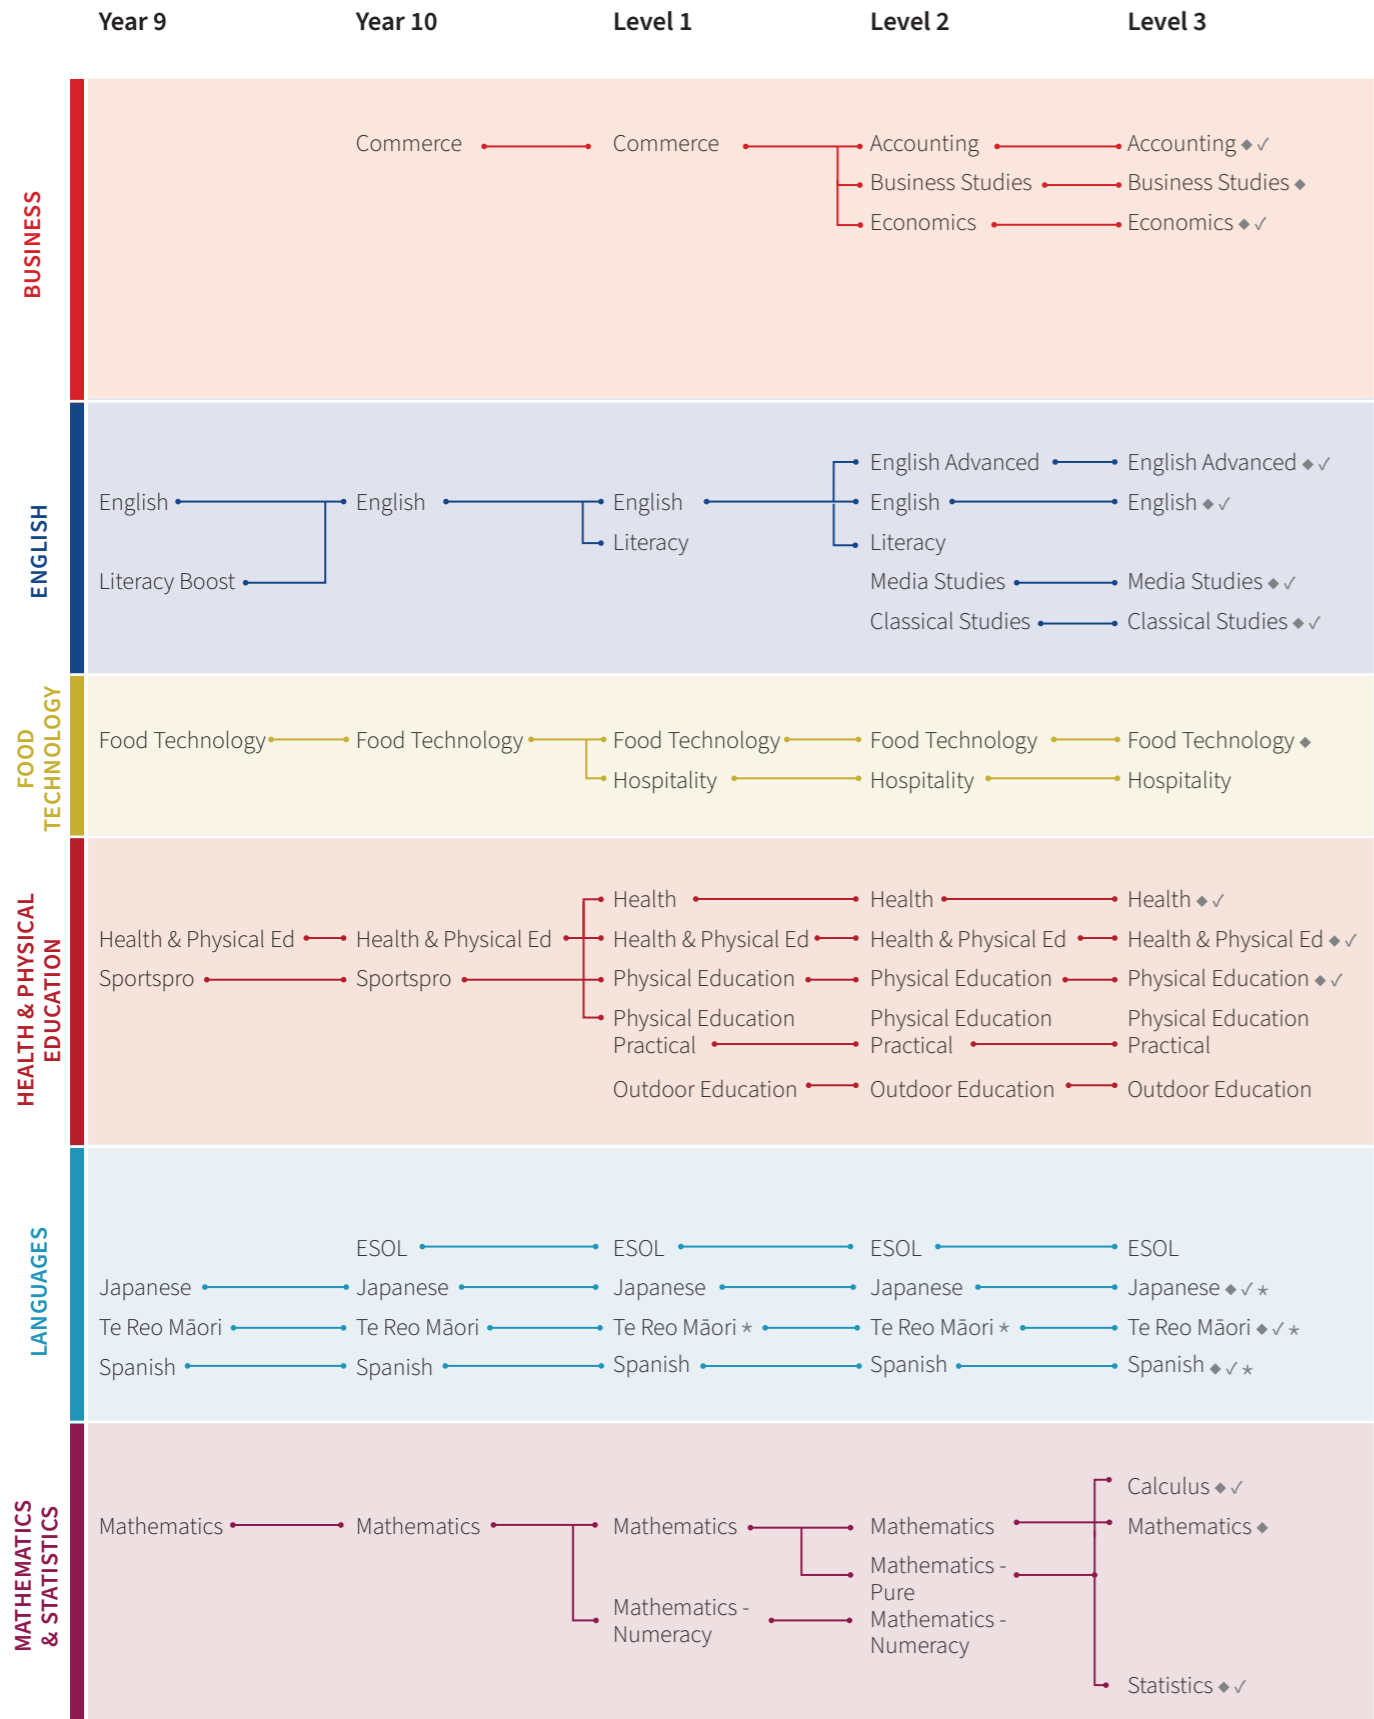 Year 9 Year 10 Level 1 Level 2 Level 3
BUSINESS
Commerce Commerce Accounting Accounting ◆ ✓
Business Studies Business Studies ◆
Economics Economics ◆ ✓
ENGLISH
English Advanced English Advanced ◆ ✓
English English English English English ◆ ✓
Literacy Literacy
Literacy Boost Media Studies Media Studies ◆ ✓
Classical Studies Classical Studies ◆ ✓
FOOD
TECHNOLOGY
Food Technology Food Technology Food Technology Food Technology Food Technology ◆
Hospitality Hospitality Hospitality
HEALTH & PHYSICAL
EDUCATION
Health Health Health ◆ ✓
Health & Physical Ed Health & Physical Ed Health & Physical Ed Health & Physical Ed Health & Physical Ed ◆ ✓
Sportspro Sportspro Physical Education Physical Education Physical Education ◆ ✓
Physical Education Physical Education Physical Education
Practical Practical Practical
Outdoor Education Outdoor Education Outdoor Education
LANGUAGES
ESOL ESOL ESOL ESOL
Japanese Japanese Japanese Japanese Japanese ◆ ✓ *
Te Reo Māori Te Reo Māori Te Reo Māori * Te Reo Māori * Te Reo Māori ◆ ✓ *
Spanish Spanish Spanish Spanish Spanish ◆ ✓ *
MATHEMATICS
& STATISTICS
Calculus ◆ ✓
Mathematics Mathematics Mathematics Mathematics Mathematics ◆
Mathematics -
Pure
Mathematics - Mathematics -
Numeracy Numeracy
Statistics ◆ ✓